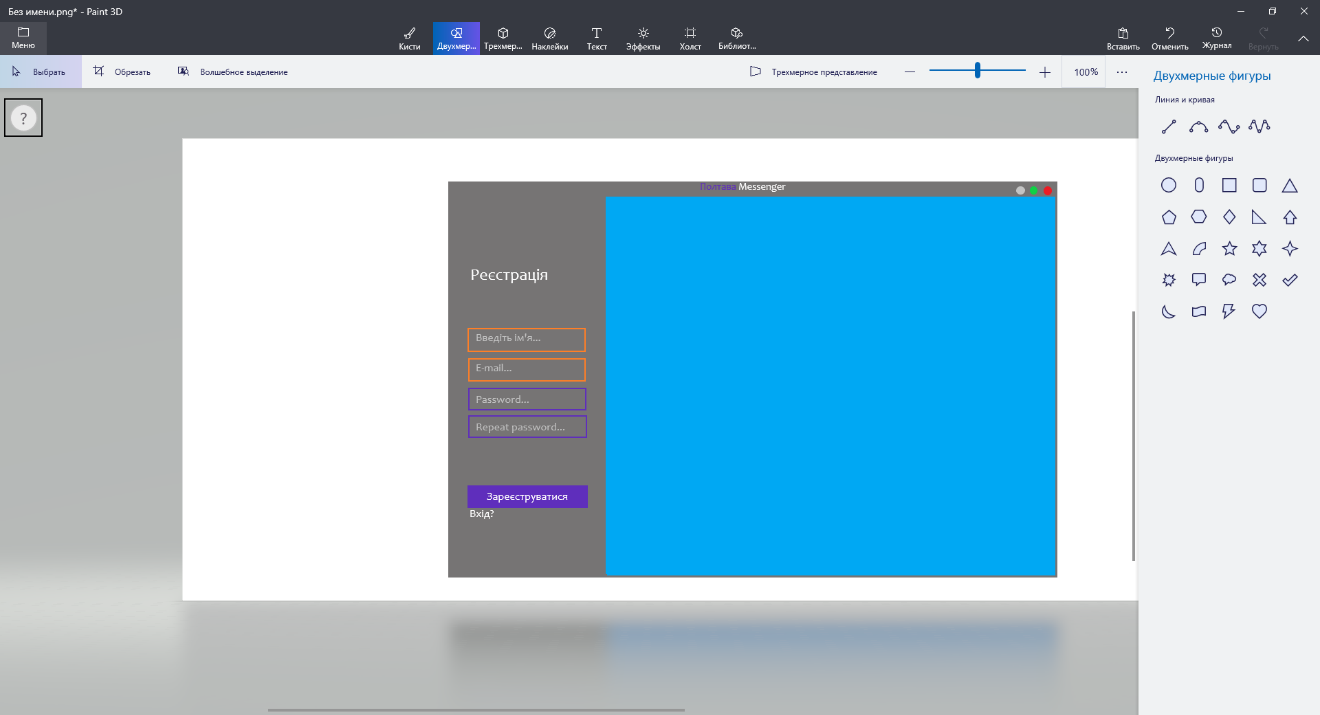 Без имени.png* - Paint 3D
Меню
Кисти
Двухмер...
Трехмер...
Наклейки
Текст
Эффекты
Холст
Библиот...
Вставить
Отменить
Журнал
Вернуть
Выбрать
Обрезать
Волшебное выделение
Трехмерное представление
100%
Двухмерные фигуры
Линия и кривая
Двухмерные фигуры
?
Полтава Messenger
Реєстрація
Введіть ім'я...
E-mail...
Password...
Repeat password...
Зареєструватися
Вхід?